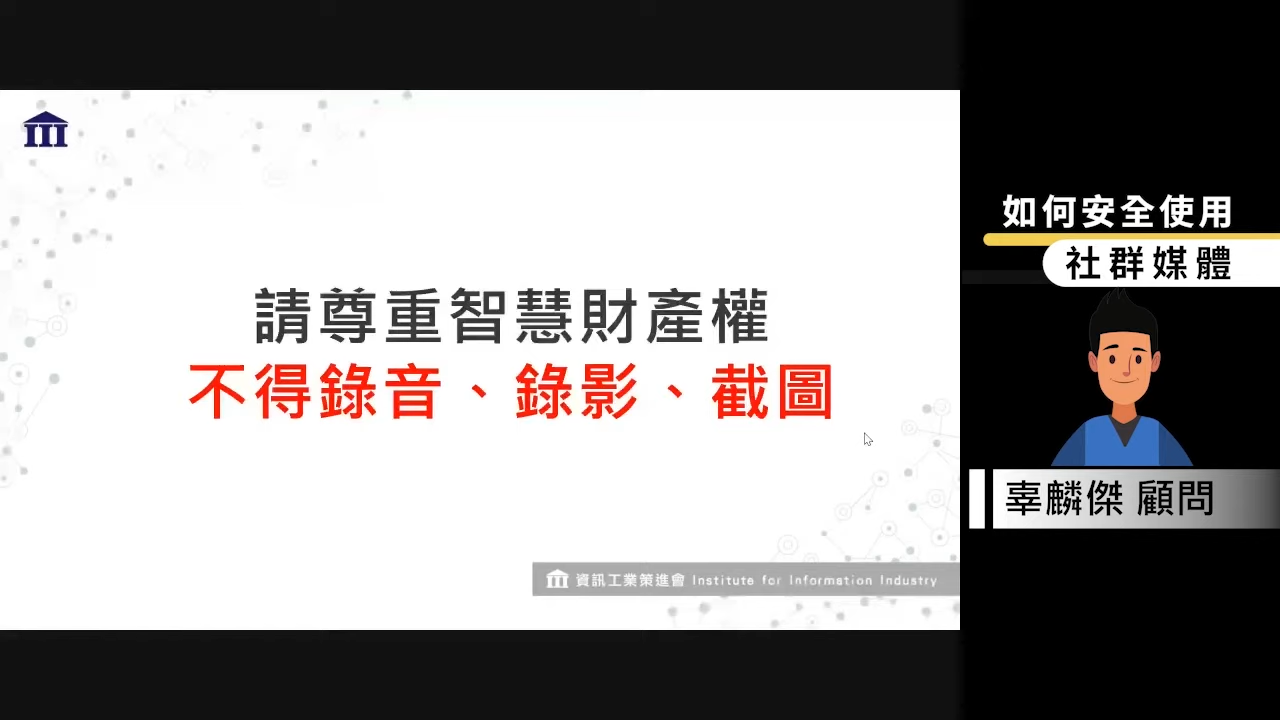 請尊重智慧財產權
不得錄音、錄影、截圖
資訊工業策進會 Institute for Information Industry
如何安全使用
社群媒體
辜麟傑 顧問